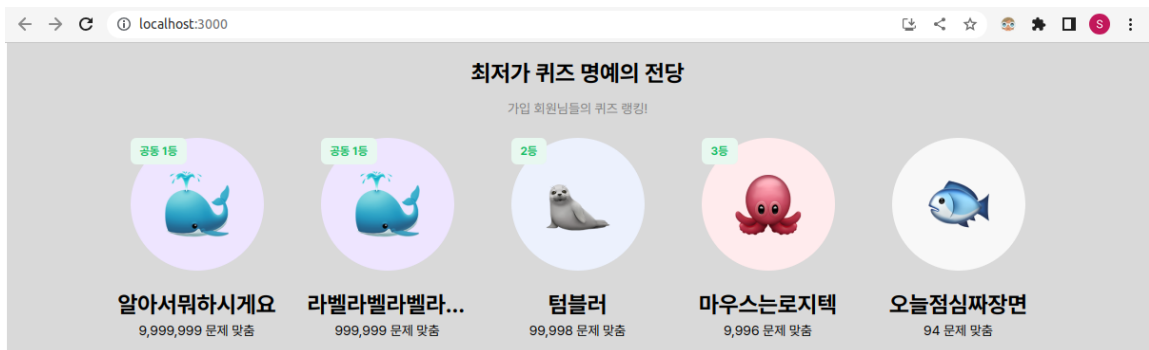 localhost:3000
S
최저가 퀴즈 명예의 전당
가입 회원님들의 퀴즈 랭킹!
공동 1등
공동 1등
2등
3등
알아서뭐하시게요
라벨라벨라벨라...
텀블러
마우스는로지텍
오늘점심짜장면
9,999,999 문제 맞춤
999,999 문제 맞춤
99,998 문제 맞춤
9,996 문제 맞춤
94 문제 맞춤